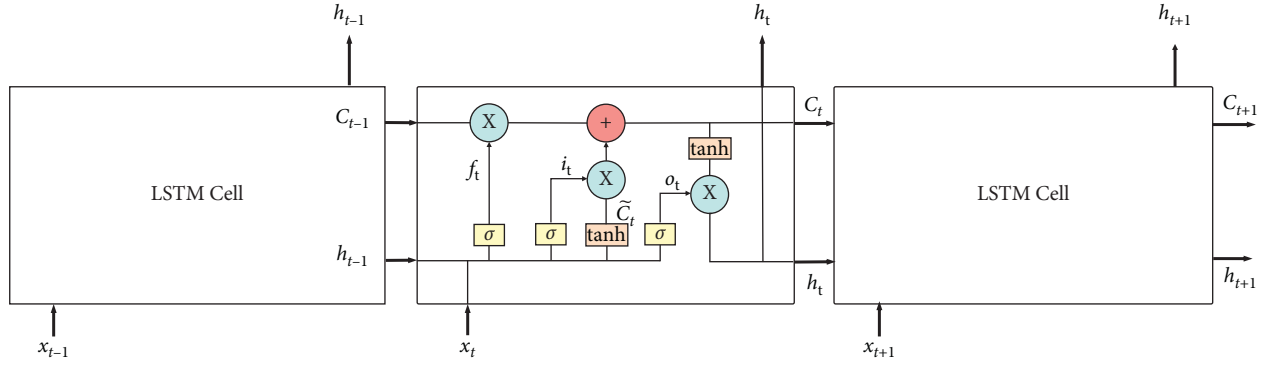 h_{t–1}
h_t
h_{t+1}
C_{t–1}
X
+
C_t
C_{t+1}
tanh
f_t
i_t
X
o_t
X
LSTM Cell
LSTM Cell
C̃_t
σ
σ
tanh
σ
h_{t–1}
h_t
h_{t+1}
x_{t–1}
x_t
x_{t+1}